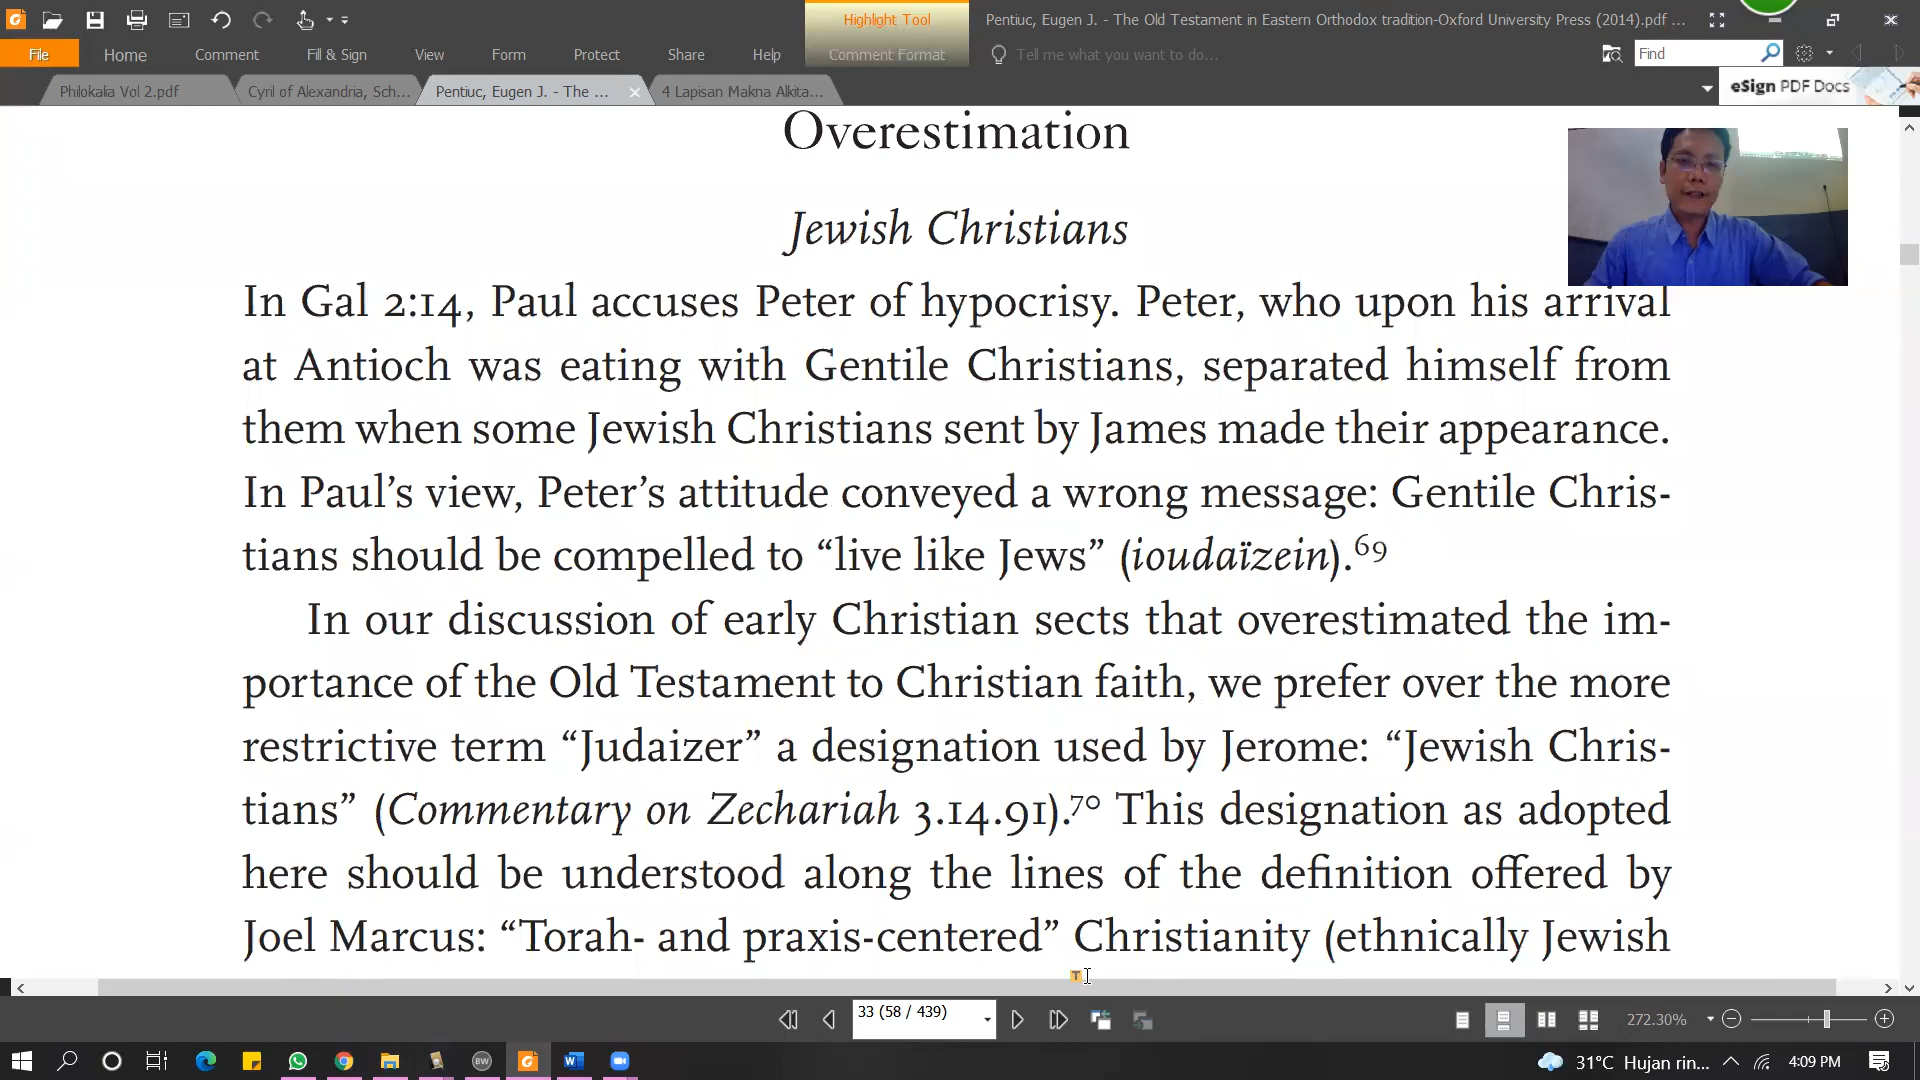 Highlight Tool
Pentiuc, Eugen J. - The Old Testament in Eastern Orthodox tradition-Oxford University Press (2014).pdf ...
File
Home
Comment
Fill & Sign
View
Form
Protect
Share
Help
Comment Format
Tell me what you want to do...
Find
Philokalia Vol 2.pdf
Cyril of Alexandria, Sch...
Pentiuc, Eugen J. - The ...
4 Lapisan Makna Alkita...
eSign PDF Docs
Overestimation
Jewish Christians
In Gal 2:14, Paul accuses Peter of hypocrisy. Peter, who upon his arrival
at Antioch was eating with Gentile Christians, separated himself from
them when some Jewish Christians sent by James made their appearance.
In Paul’s view, Peter’s attitude conveyed a wrong message: Gentile Chris-
tians should be compelled to “live like Jews” (ioudaïzein).69
In our discussion of early Christian sects that overestimated the im-
portance of the Old Testament to Christian faith, we prefer over the more
restrictive term “Judaizer” a designation used by Jerome: “Jewish Chris-
tians” (Commentary on Zechariah 3.14.91).70 This designation as adopted
here should be understood along the lines of the definition offered by
Joel Marcus: “Torah- and praxis-centered” Christianity (ethnically Jewish
33 (58 / 439)
272.30%
31°C Hujan rin...
4:09 PM